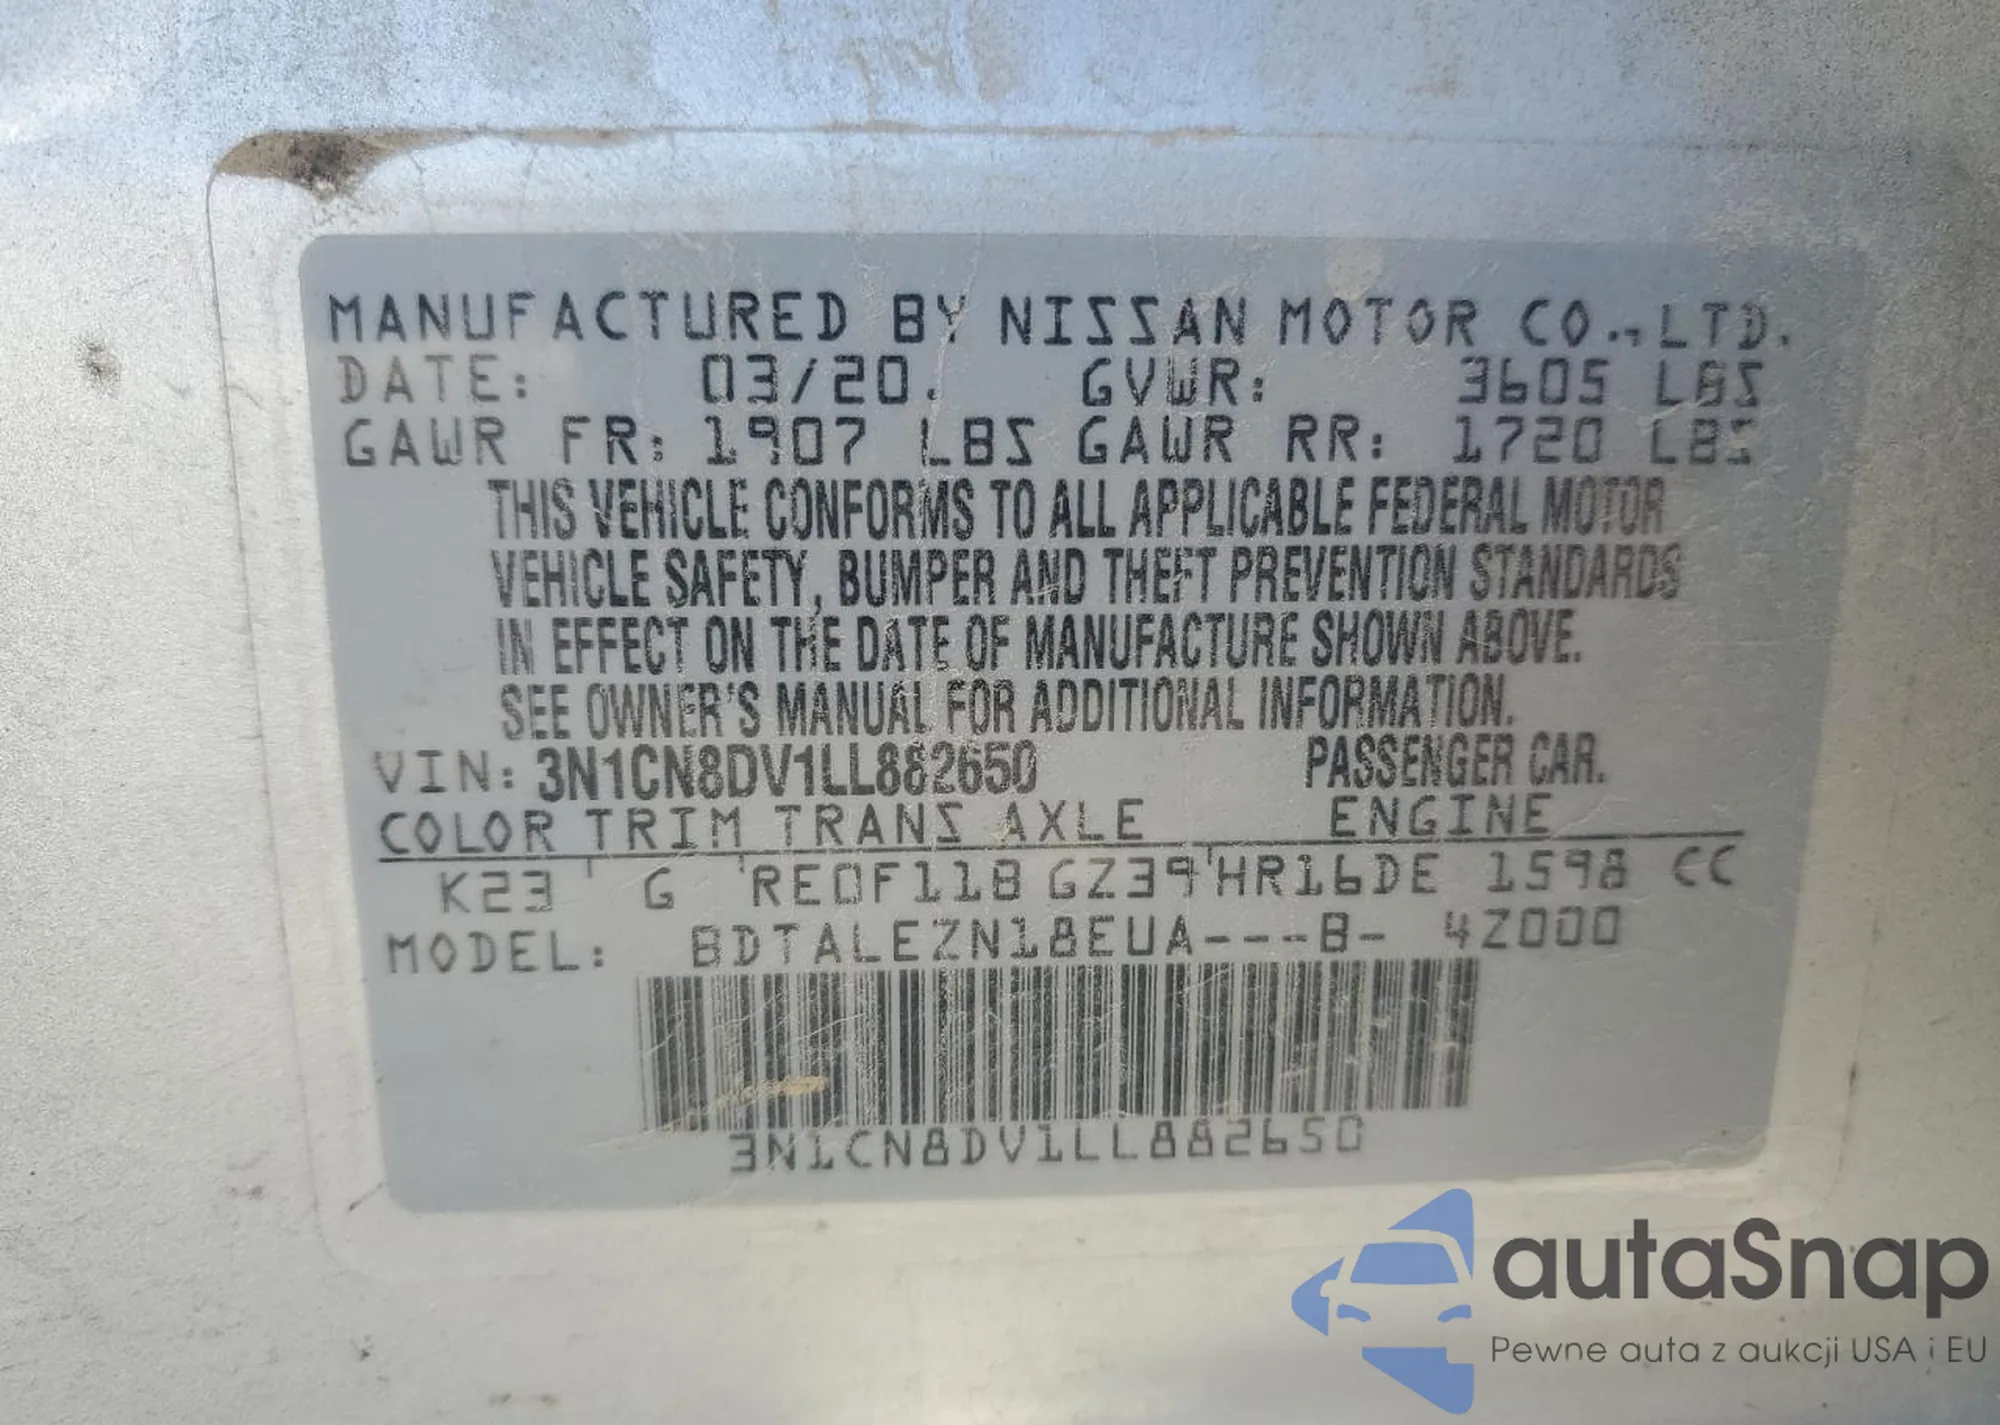 MANUFACTURED BY NISSAN MOTOR CO.,LTD.
DATE: 03/20. GVWR: 3605 LBS
GAWR FR: 1907 LBS GAWR RR: 1720 LBS
THIS VEHICLE CONFORMS TO ALL APPLICABLE FEDERAL MOTOR
VEHICLE SAFETY, BUMPER AND THEFT PREVENTION STANDARDS
IN EFFECT ON THE DATE OF MANUFACTURE SHOWN ABOVE.
SEE OWNER'S MANUAL FOR ADDITIONAL INFORMATION.
VIN: 3N1CN8DV1LL882650 PASSENGER CAR.
COLOR TRIM TRANS AXLE ENGINE
K23 G RE0F11B GZ39 HR16DE 1598 CC
MODEL: BDTALEZN18EUA---B- 4Z000
3N1CN8DV1LL882650
autaSnap
Pewne auta z aukcji USA i EU